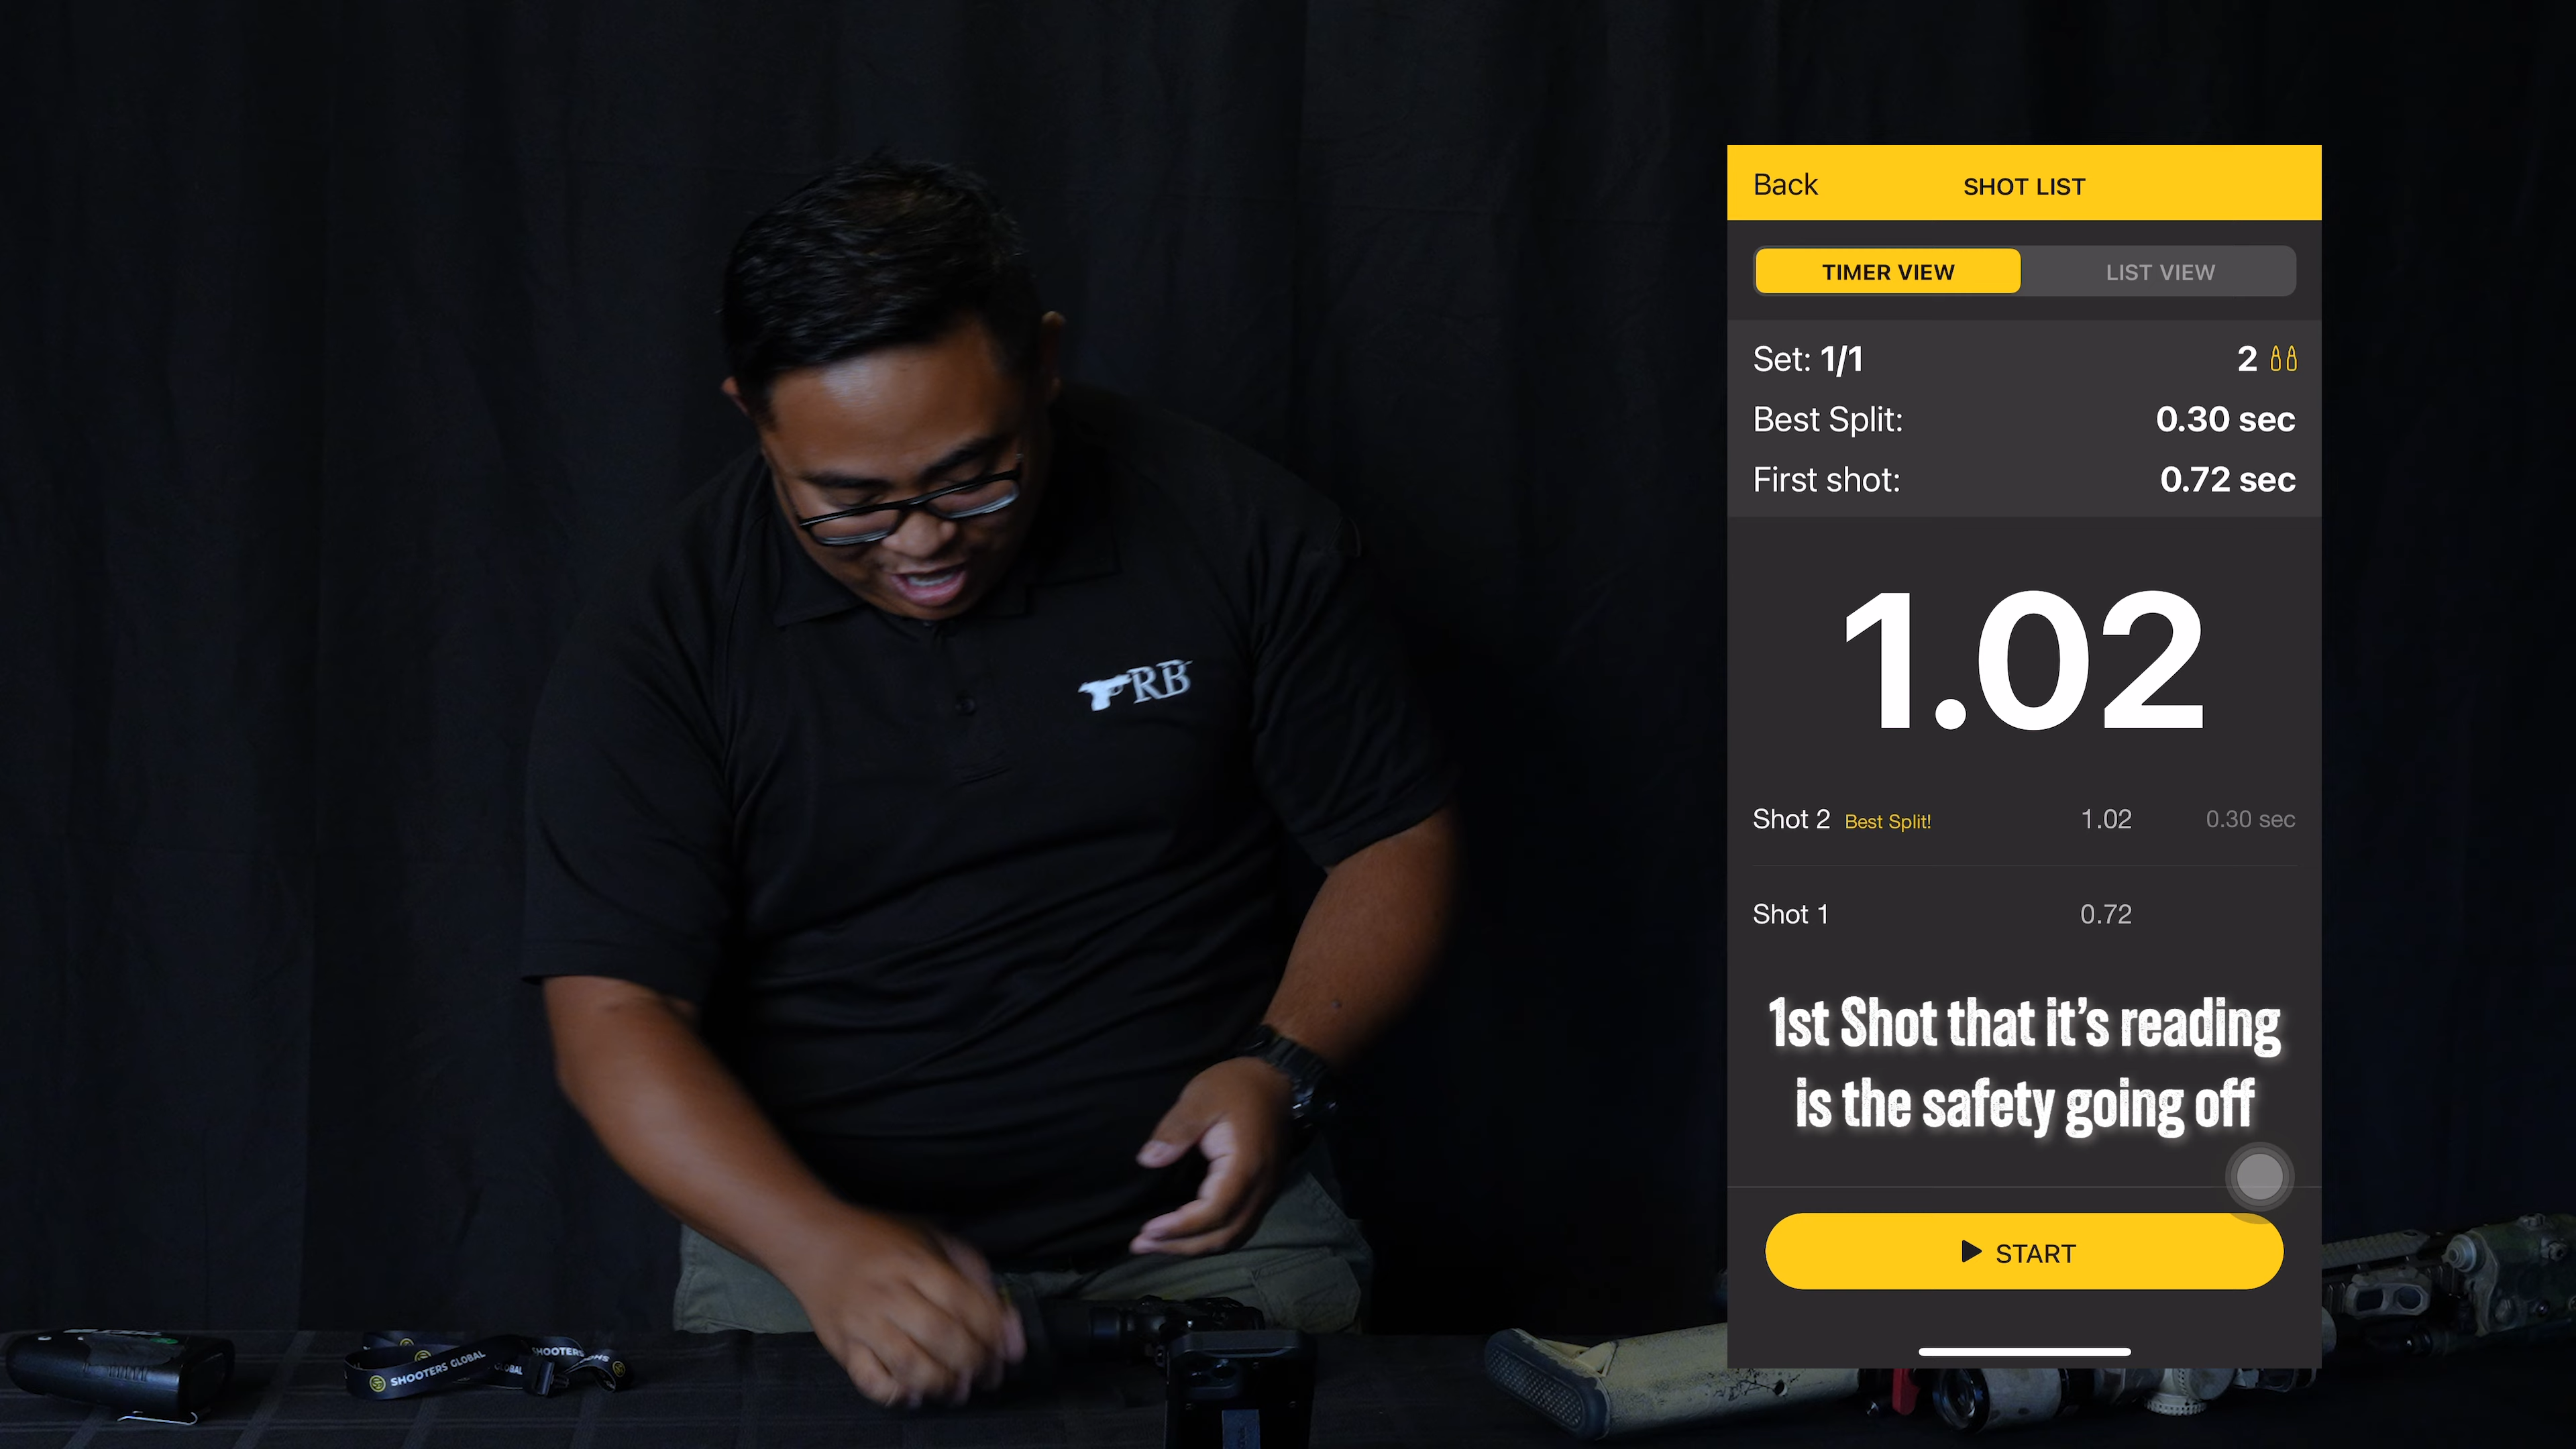 RB
SHOOTERS GLOBAL
GLOBAL
SHOOTERS
Back
SHOT LIST
TIMER VIEW
LIST VIEW
Set: 1/1
2
Best Split:
0.30 sec
First shot:
0.72 sec
1.02
Shot 2 Best Split! 1.02 0.30 sec
Shot 1 0.72
1st Shot that it's reading
is the safety going off
START